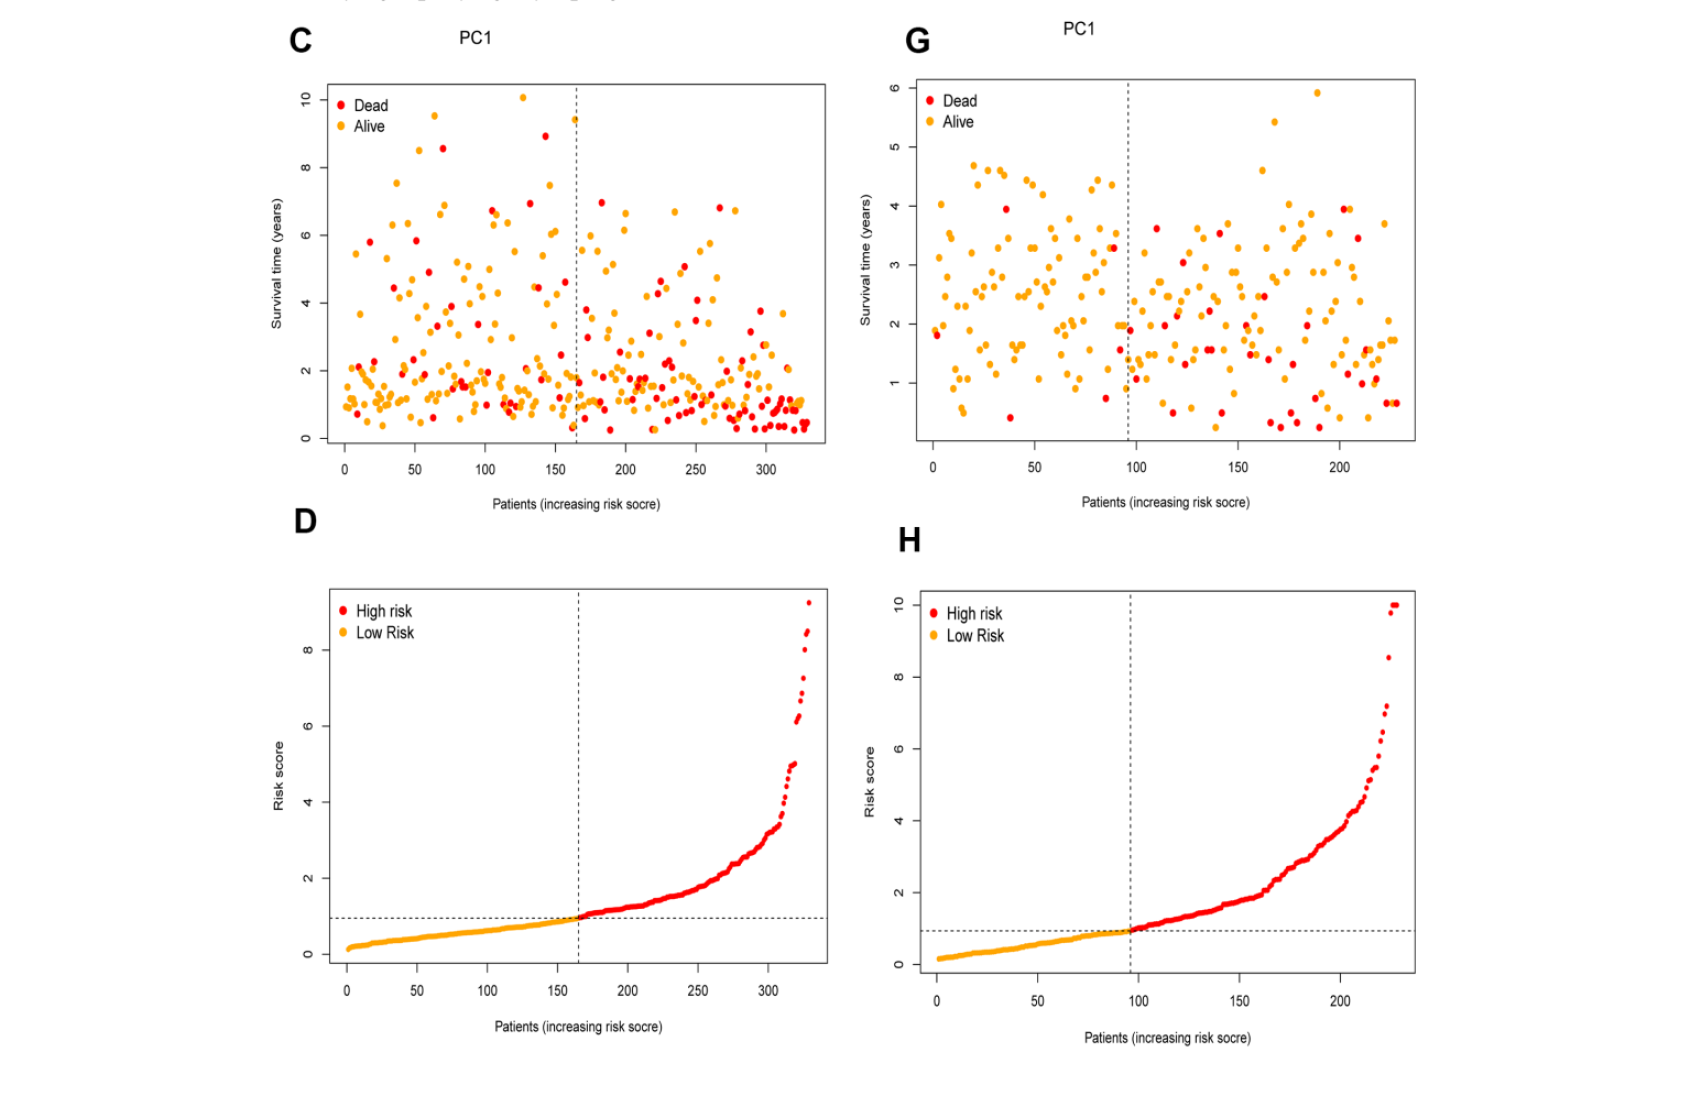 C
PC1
Dead
Alive
10
8
6
4
2
0
Survival time (years)
0 50 100 150 200 250 300
Patients (increasing risk socre)
G
PC1
Dead
Alive
6
5
4
3
2
1
Survival time (years)
0 50 100 150 200
Patients (increasing risk socre)
D
High risk
Low Risk
8
6
4
2
0
Risk score
0 50 100 150 200 250 300
Patients (increasing risk socre)
H
High risk
Low Risk
10
8
6
4
2
0
Risk score
0 50 100 150 200
Patients (increasing risk socre)